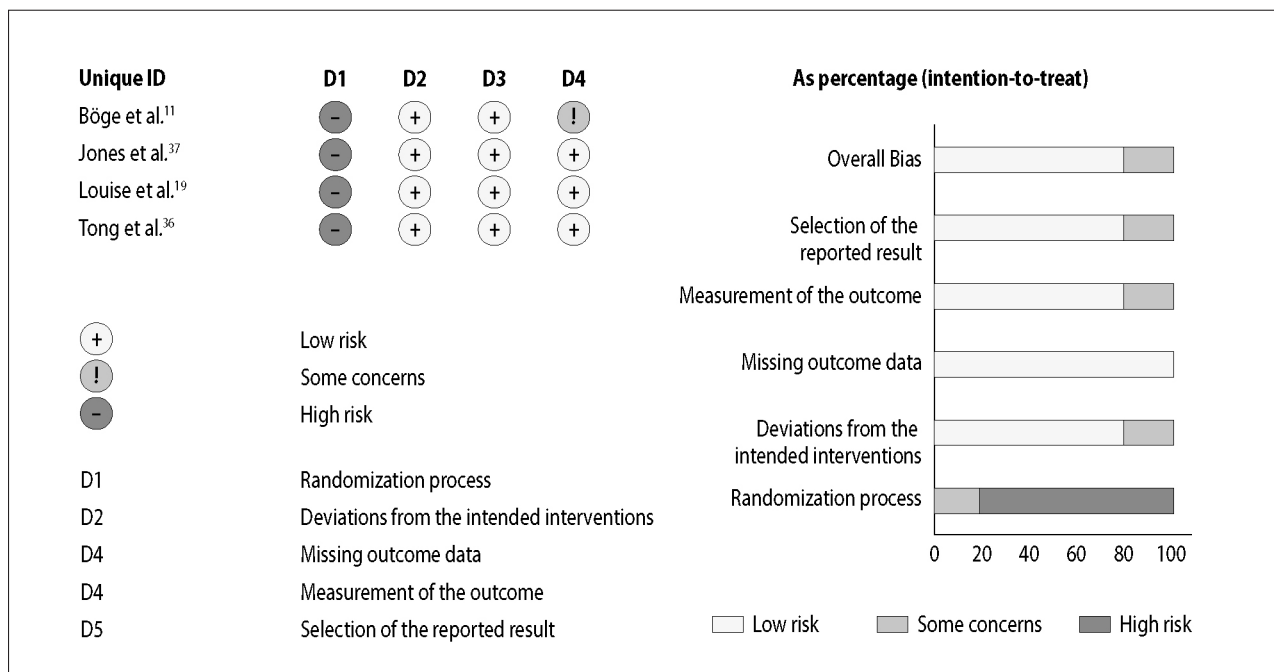 Unique ID D1 D2 D3 D4
Böge et al.11 – + + !
Jones et al.37 – + + +
Louise et al.19 – + + +
Tong et al.36 – + + +
+ Low risk
! Some concerns
– High risk
D1 Randomization process
D2 Deviations from the intended interventions
D4 Missing outcome data
D4 Measurement of the outcome
D5 Selection of the reported result
As percentage (intention-to-treat)
Overall Bias
Selection of the
reported result
Measurement of the outcome
Missing outcome data
Deviations from the
intended interventions
Randomization process
0 20 40 60 80 100
Low risk Some concerns High risk